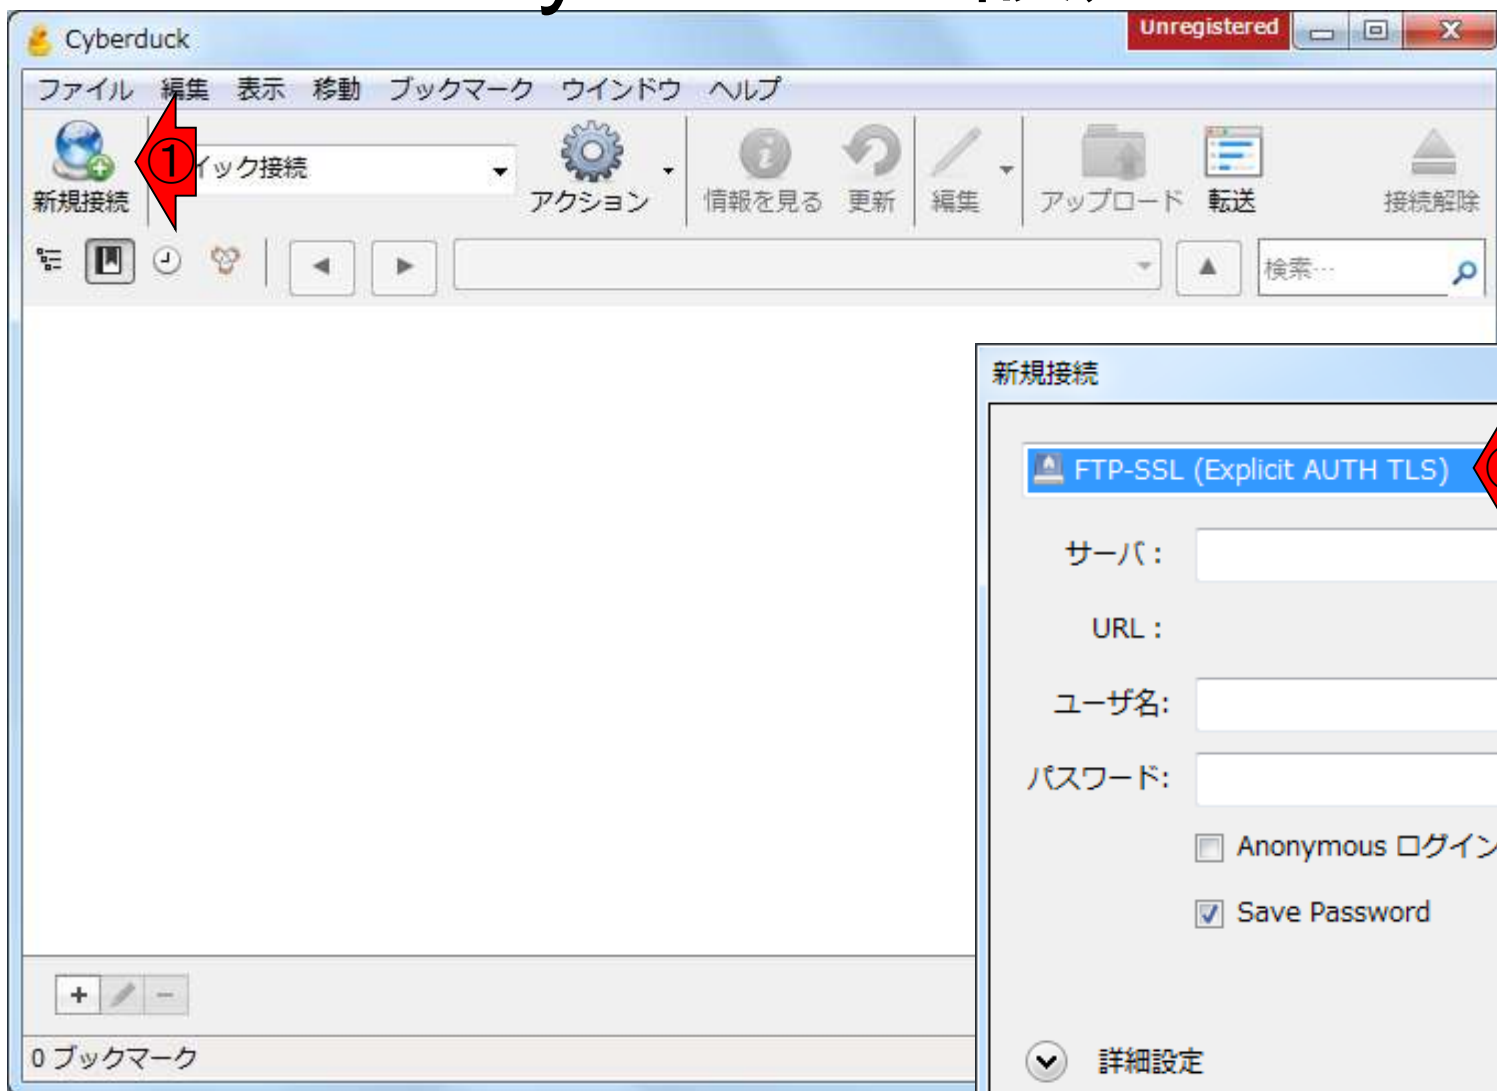 Cyberduck
Unregistered
ファイル 編集 表示 移動 ブックマーク ウインドウ ヘルプ
①
イック接続
新規接続
アクション
情報を見る
更新
編集
アップロード
転送
接続解除
検索…
新規接続
FTP-SSL (Explicit AUTH TLS)
サーバ：
URL：
ユーザ名:
パスワード:
Anonymous ログイン
Save Password
詳細設定
0 ブックマーク